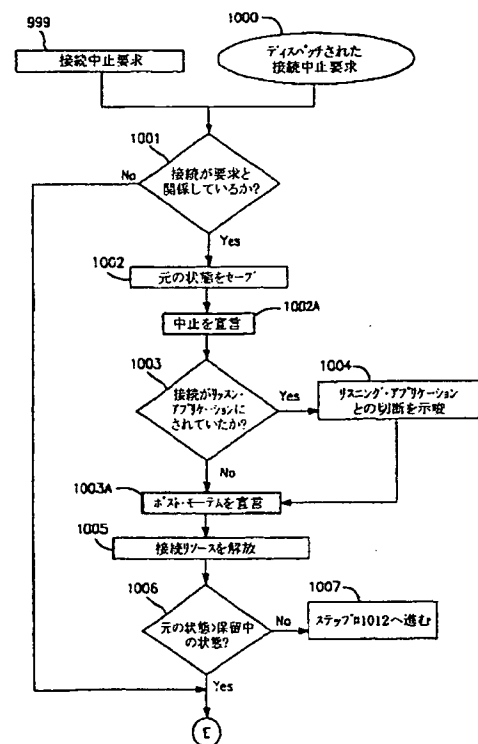 999
接続中止要求
1000
ディスパッチされた
接続中止要求
1001
接続が要求と
関係しているか?
No
Yes
1002
元の状態をセーブ
中止を宣言
1002A
1003
接続がリッスン・
アプリケーションに
されていたか?
Yes
1004
リスニング・アプリケーション
との切断を示唆
No
1003A
ポスト・モーテムを宣言
1005
接続リソースを解放
1006
元の状態>保留中
の状態?
No
1007
ステップロ1012へ進む
Yes
E